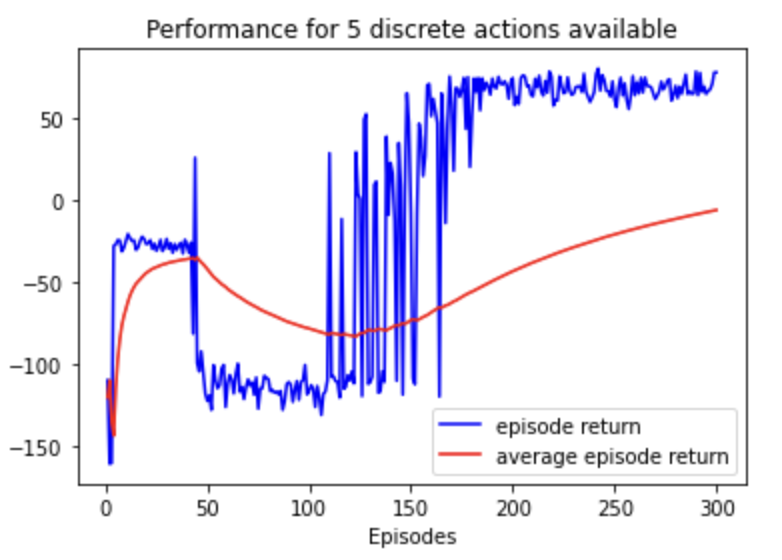 Performance for 5 discrete actions available
50
0
−50
−100
−150
episode return
average episode return
0 50 100 150 200 250 300
Episodes